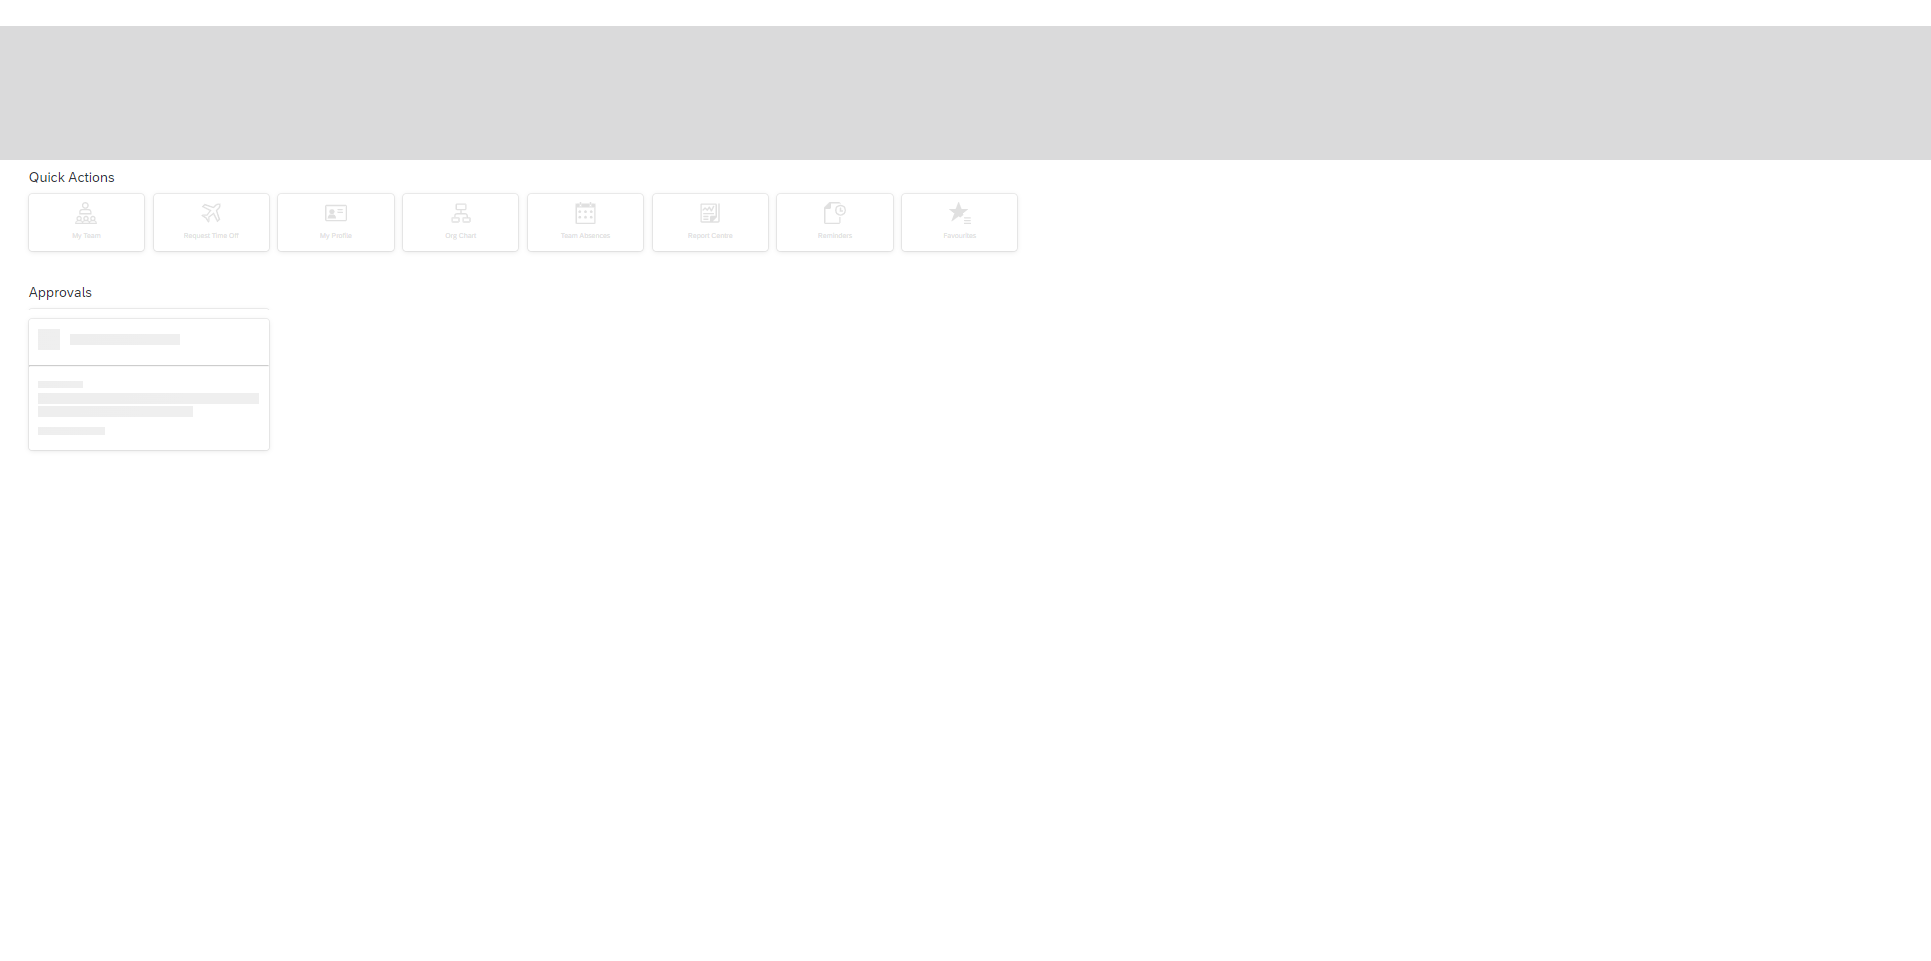 Quick Actions
My Team
Request Time Off
My Profile
Org Chart
Team Absences
Report Centre
Reminders
Favourites
Approvals